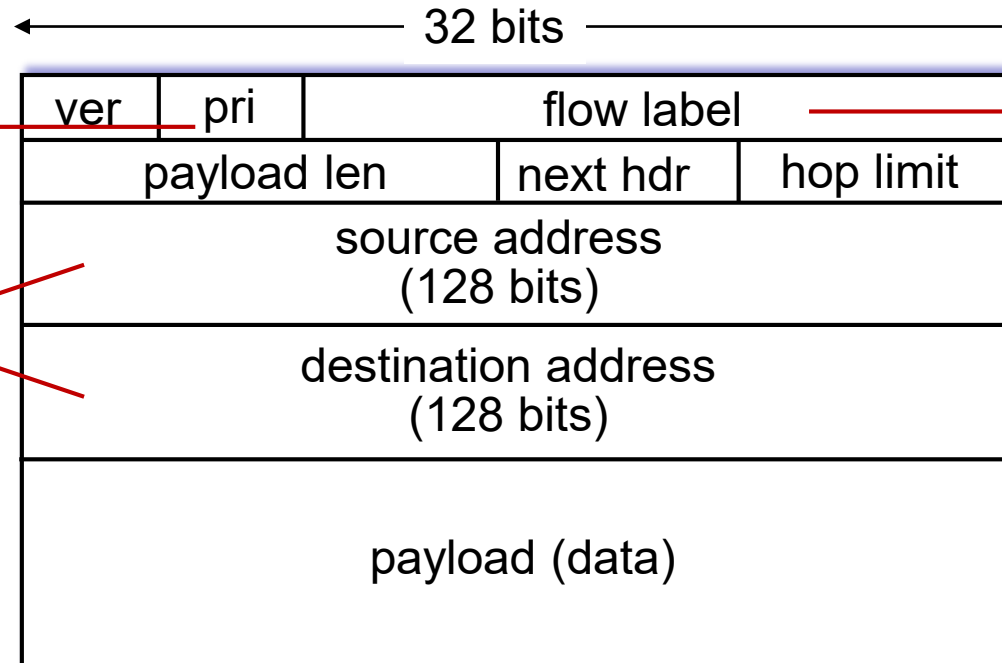 32 bits
ver pri flow label
payload len next hdr hop limit
source address
(128 bits)
destination address
(128 bits)
payload (data)